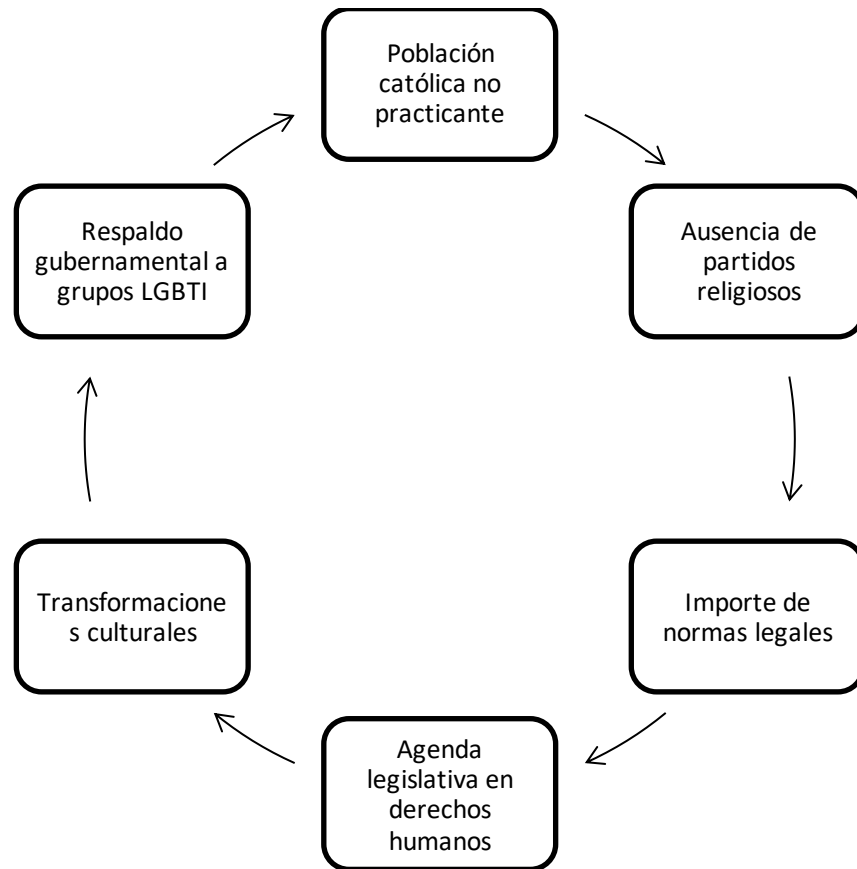 Población
católica no
practicante
Ausencia de
partidos
religiosos
Importe de
normas legales
Agenda
legislativa en
derechos
humanos
Transformacione
s culturales
Respaldo
gubernamental a
grupos LGBTI